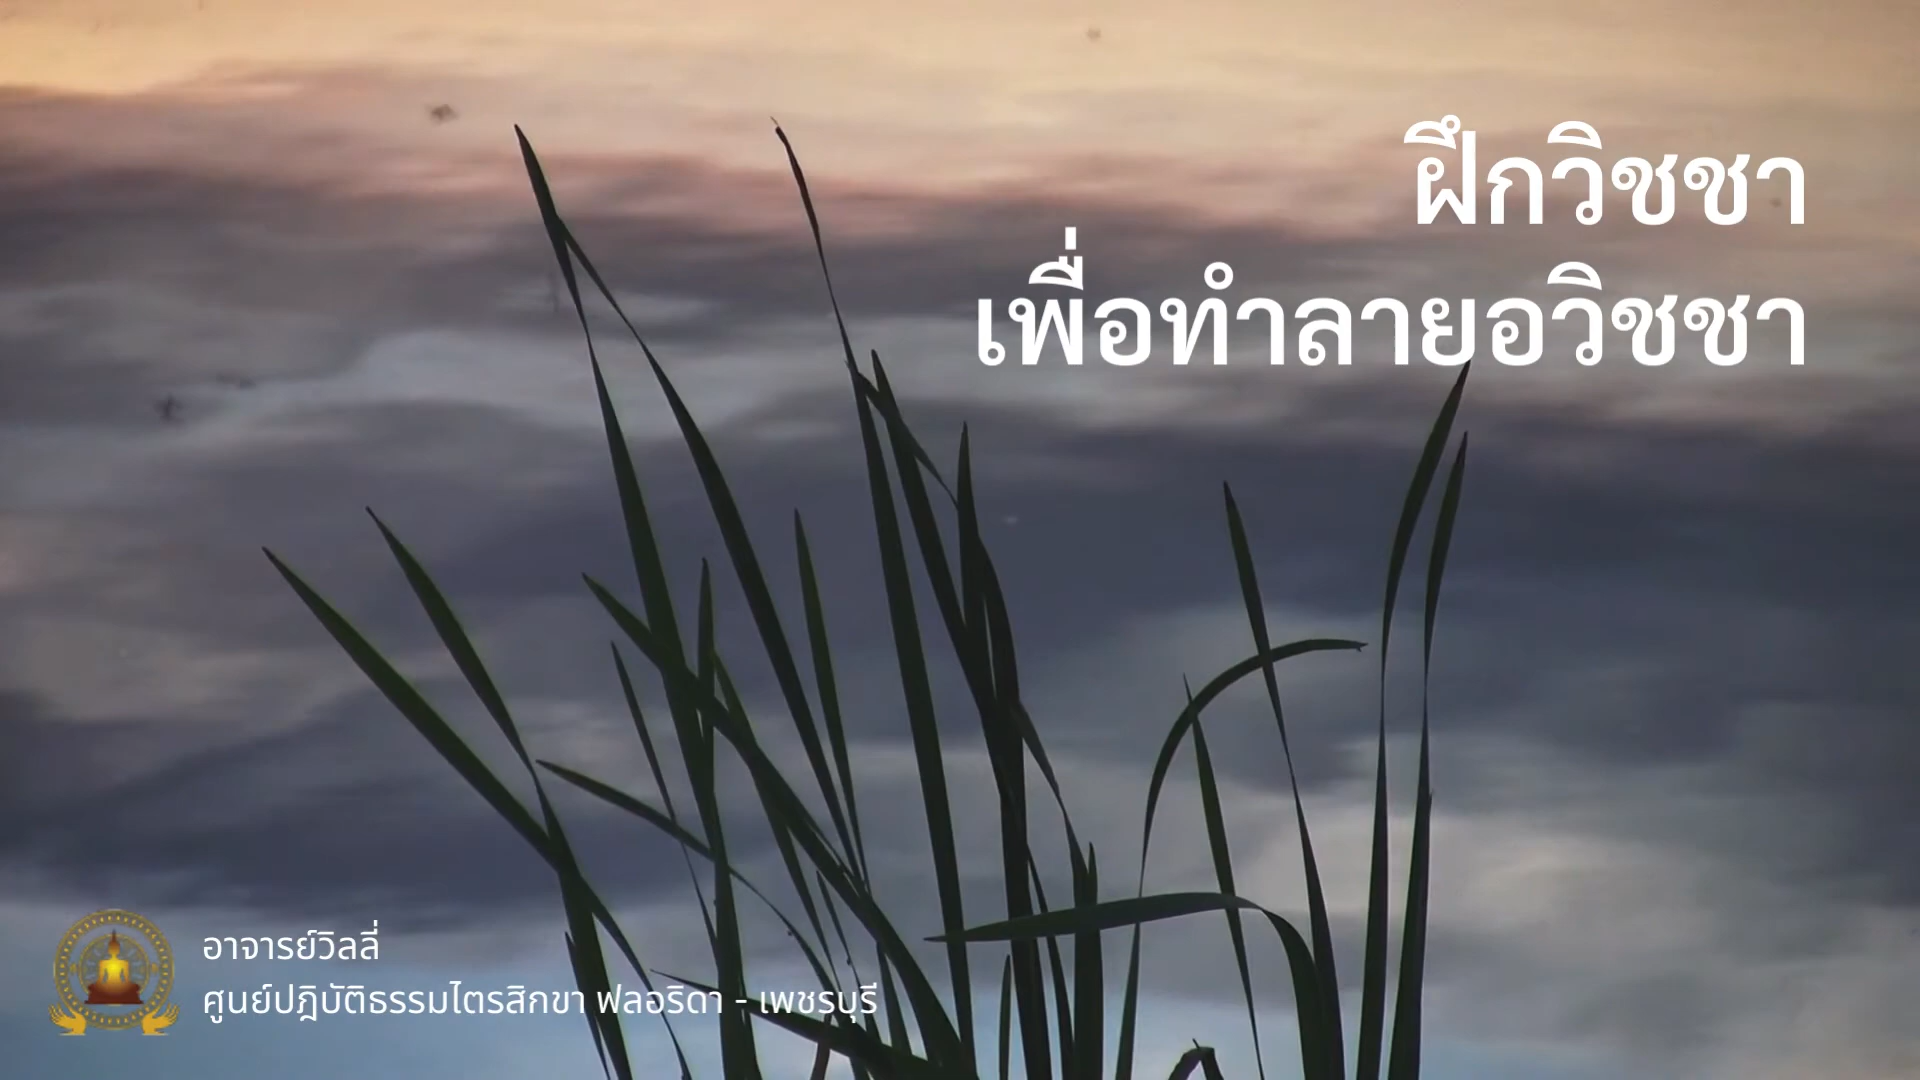 ฝึกวิชชา
เพื่อทำลายอวิชชา
อาจารย์วิลลี่
ศูนย์ปฎิบัติธรรมไตรสิกขา ฟลอริดา - เพชรบุรี